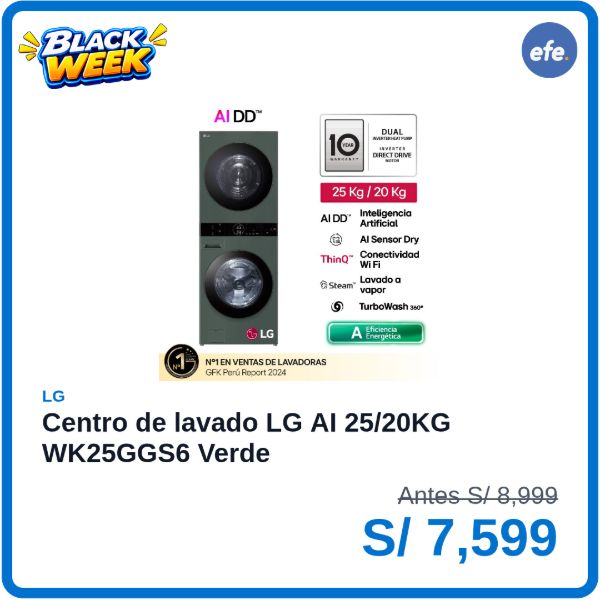 BLACK
WEEK
efe.
AI DD™
10
YEAR
WARRANTY
DUAL
INVERTER HEAT PUMP
INVERTER
DIRECT DRIVE
MOTOR
25 Kg / 20 Kg
AI DD™ Inteligencia
Artificial
AI Sensor Dry
ThinQ™ Conectividad
Wi Fi
Steam™ Lavado a
vapor
TurboWash 360°
A Eficiencia
Energética
LG
Nº1
Nº1 EN VENTAS DE LAVADORAS
GFK Perú Report 2024
LG
Centro de lavado LG AI 25/20KG
WK25GGS6 Verde
Antes S/ 8,999
S/ 7,599